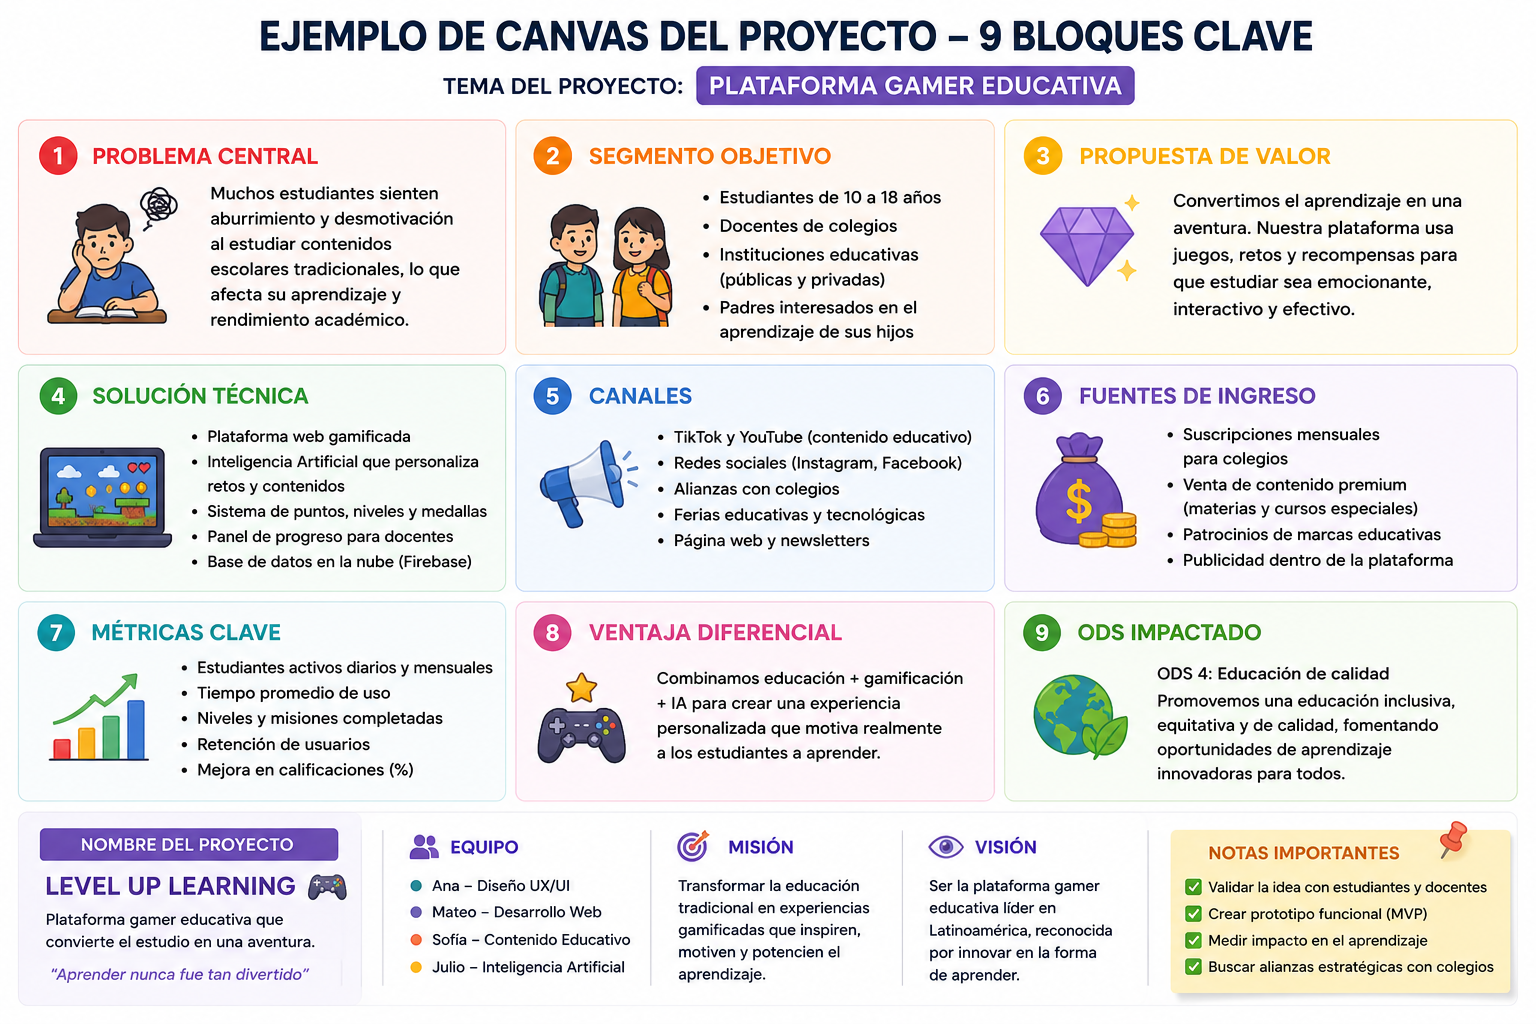 EJEMPLO DE CANVAS DEL PROYECTO – 9 BLOQUES CLAVE
TEMA DEL PROYECTO: PLATAFORMA GAMER EDUCATIVA
1 PROBLEMA CENTRAL
Muchos estudiantes sienten
aburrimiento y desmotivación
al estudiar contenidos
escolares tradicionales, lo que
afecta su aprendizaje y
rendimiento académico.
2 SEGMENTO OBJETIVO
• Estudiantes de 10 a 18 años
• Docentes de colegios
• Instituciones educativas
(públicas y privadas)
• Padres interesados en el
aprendizaje de sus hijos
3 PROPUESTA DE VALOR
Convertimos el aprendizaje en una
aventura. Nuestra plataforma usa
juegos, retos y recompensas para
que estudiar sea emocionante,
interactivo y efectivo.
4 SOLUCIÓN TÉCNICA
• Plataforma web gamificada
• Inteligencia Artificial que personaliza
retos y contenidos
• Sistema de puntos, niveles y medallas
• Panel de progreso para docentes
• Base de datos en la nube (Firebase)
5 CANALES
• TikTok y YouTube (contenido educativo)
• Redes sociales (Instagram, Facebook)
• Alianzas con colegios
• Ferias educativas y tecnológicas
• Página web y newsletters
6 FUENTES DE INGRESO
$
• Suscripciones mensuales
para colegios
• Venta de contenido premium
(materias y cursos especiales)
• Patrocinios de marcas educativas
• Publicidad dentro de la plataforma
7 MÉTRICAS CLAVE
• Estudiantes activos diarios y mensuales
• Tiempo promedio de uso
• Niveles y misiones completadas
• Retención de usuarios
• Mejora en calificaciones (%)
8 VENTAJA DIFERENCIAL
Combinamos educación + gamificación
+ IA para crear una experiencia
personalizada que motiva realmente
a los estudiantes a aprender.
9 ODS IMPACTADO
ODS 4: Educación de calidad
Promovemos una educación inclusiva,
equitativa y de calidad, fomentando
oportunidades de aprendizaje
innovadoras para todos.
NOMBRE DEL PROYECTO
LEVEL UP LEARNING
Plataforma gamer educativa que
convierte el estudio en una aventura.
“Aprender nunca fue tan divertido”
EQUIPO
Ana – Diseño UX/UI
Mateo – Desarrollo Web
Sofía – Contenido Educativo
Julio – Inteligencia Artificial
MISIÓN
Transformar la educación
tradicional en experiencias
gamificadas que inspiren,
motiven y potencien el
aprendizaje.
VISIÓN
Ser la plataforma gamer
educativa líder en
Latinoamérica, reconocida
por innovar en la forma
de aprender.
NOTAS IMPORTANTES
Validar la idea con estudiantes y docentes
Crear prototipo funcional (MVP)
Medir impacto en el aprendizaje
Buscar alianzas estratégicas con colegios